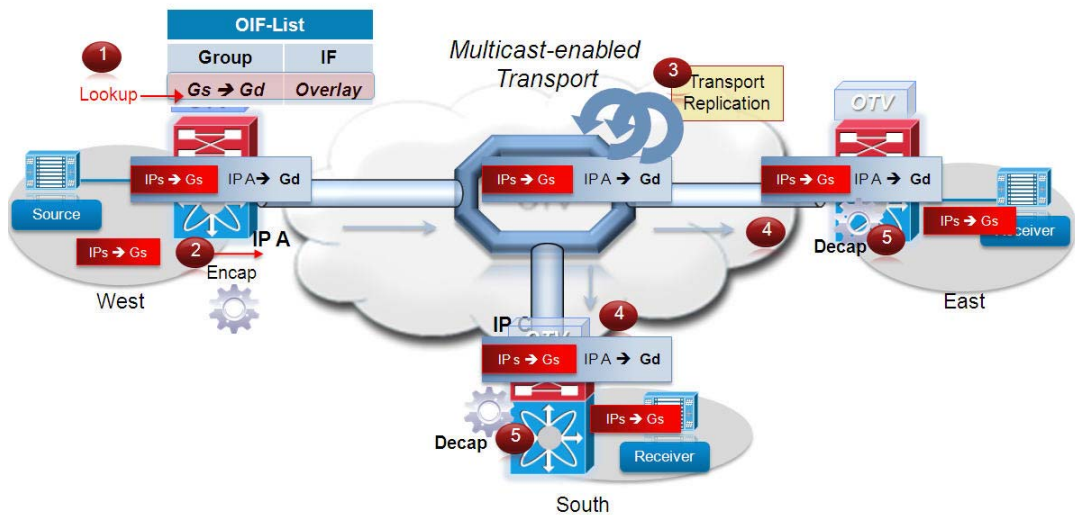 OIF-List
Group IF
Gs ➔ Gd Overlay
1
Lookup
Multicast-enabled
Transport
3
Transport
Replication
OTV
IPs ➔ Gs IP A ➔ Gd
IPs ➔ Gs IP A ➔ Gd
IPs ➔ Gs IP A ➔ Gd
OTV
Source
IPs ➔ Gs
Receiver
IPs ➔ Gs
2
IP A
Encap
4
Decap
5
West
East
IP C
4
OTV
IPs ➔ Gs IP A ➔ Gd
IPs ➔ Gs
Decap
5
Receiver
South